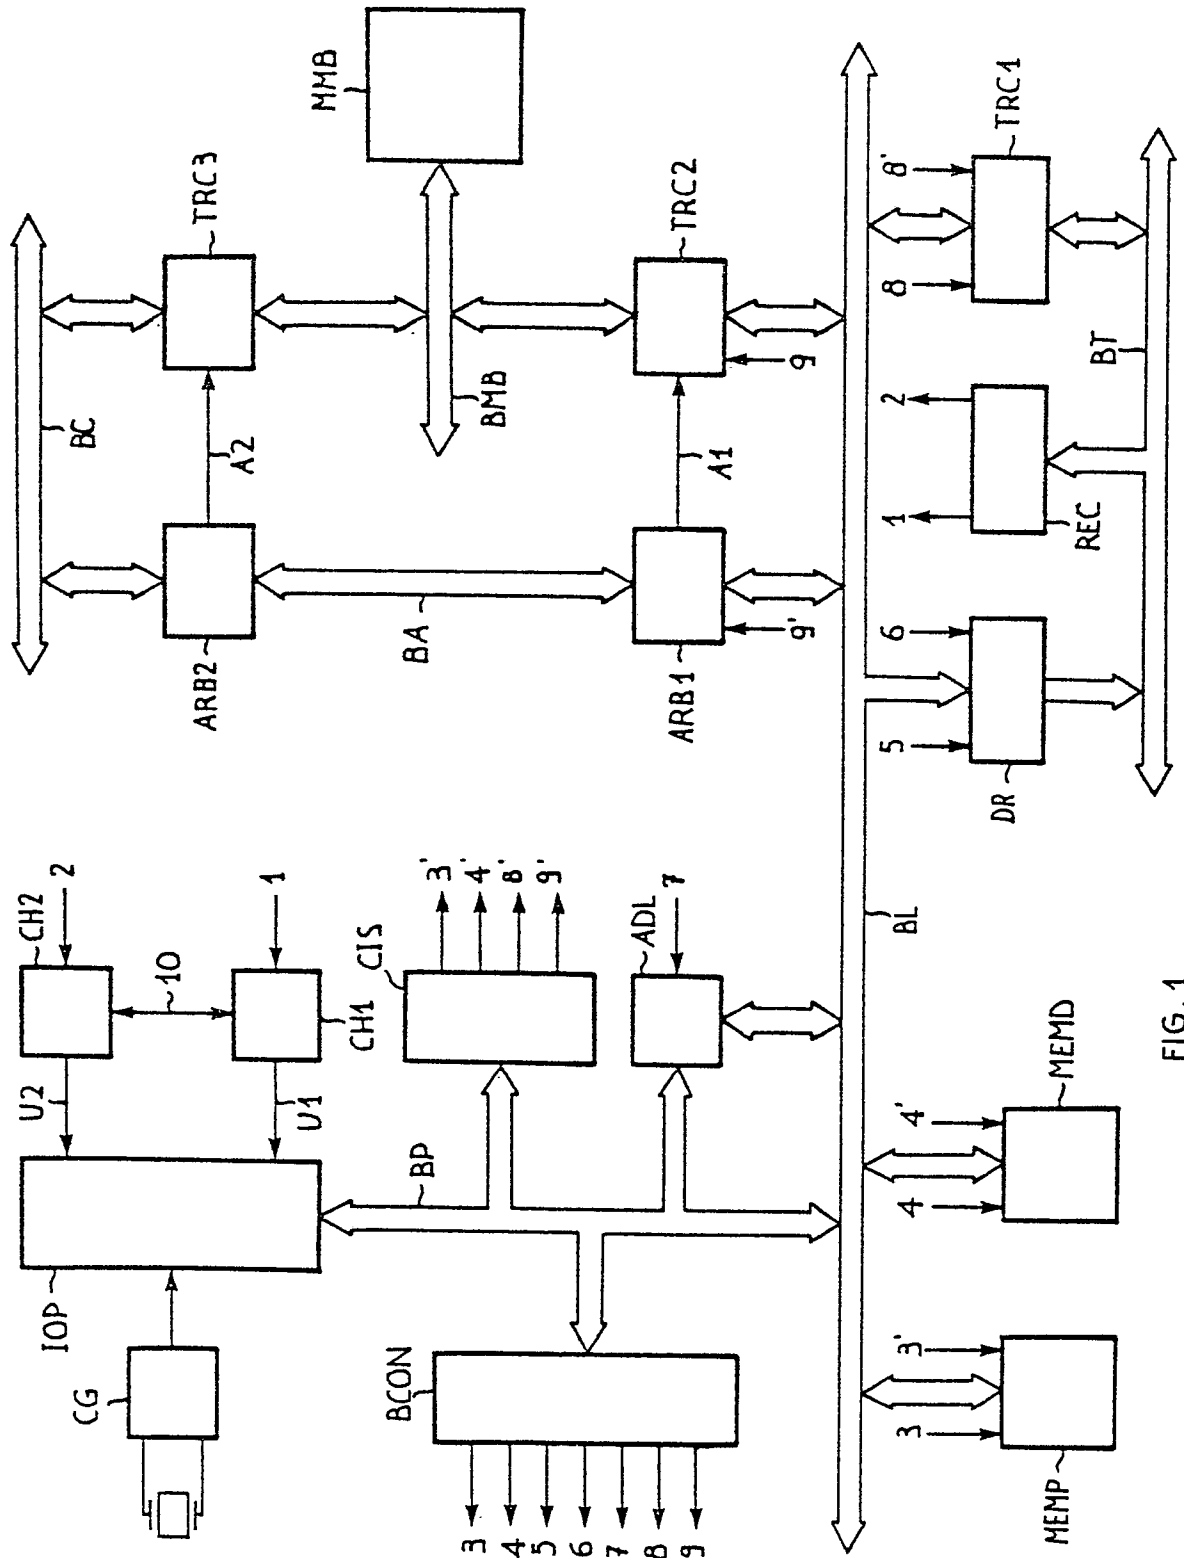 CG
IOP
U2
CH2
2
10
U1
CH1
1
BP
BCON
3
4
5
6
7
8
9
CIS
3'
4'
8'
9'
ADL
7
MEMP
3
3'
MEMD
4
4'
BL
FIG.1
ARB2
BC
A2
TRC3
BA
BMB
MMB
ARB1
9'
A1
TRC2
9
DR
5
6
REC
1
2
BT
TRC1
8
8'